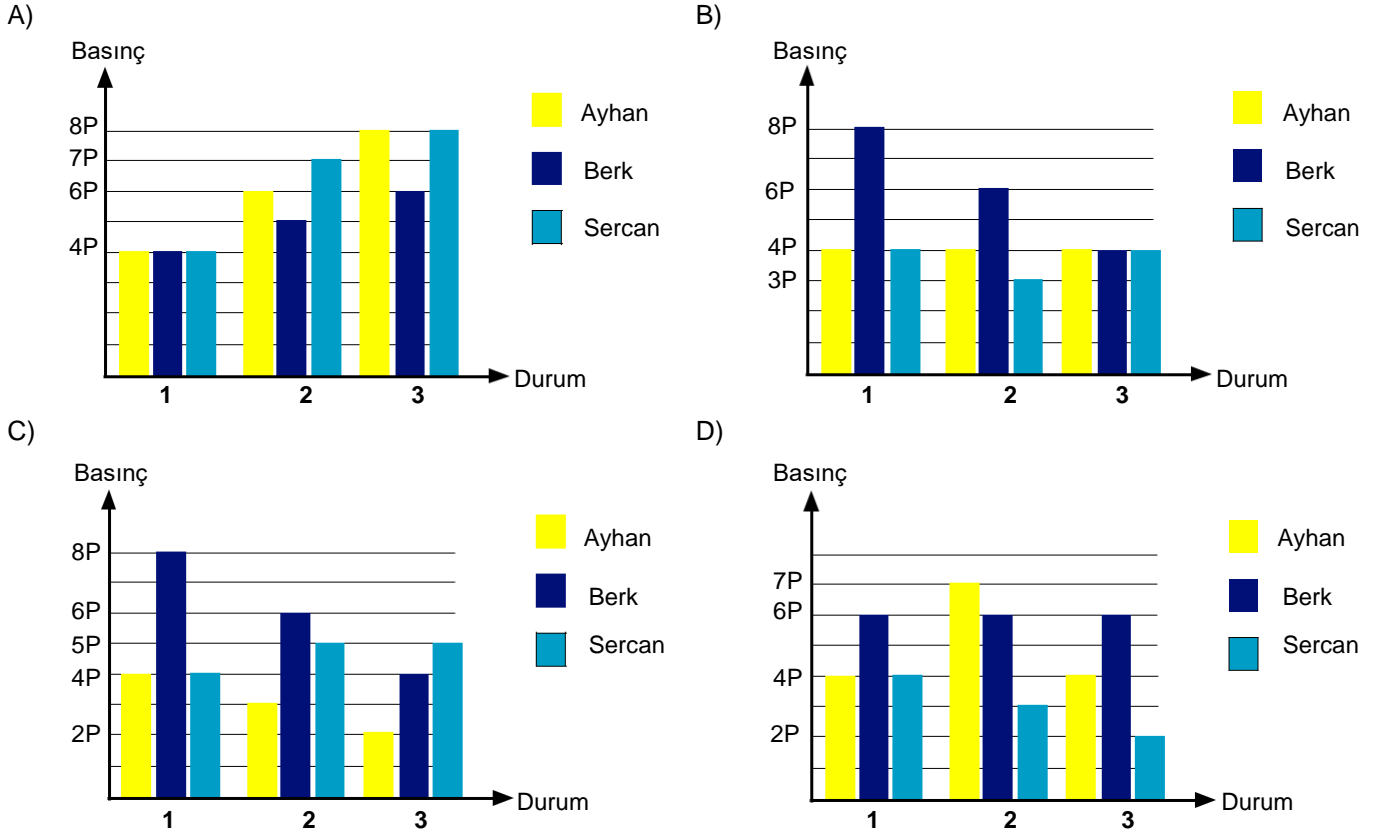 A)
Basınç
8P
7P
6P
4P
1 2 3
Durum
Ayhan
Berk
Sercan
B)
Basınç
8P
6P
4P
3P
1 2 3
Durum
Ayhan
Berk
Sercan
C)
Basınç
8P
6P
5P
4P
2P
1 2 3
Durum
Ayhan
Berk
Sercan
D)
Basınç
7P
6P
4P
2P
1 2 3
Durum
Ayhan
Berk
Sercan